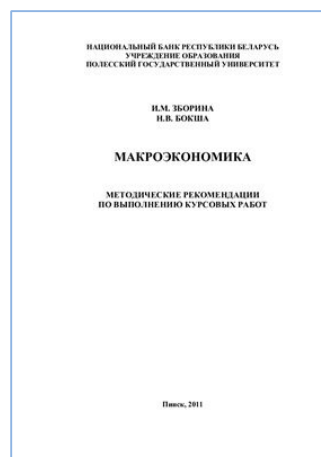 НАЦИОНАЛЬНЫЙ БАНК РЕСПУБЛИКИ БЕЛАРУСЬ
УЧРЕЖДЕНИЕ ОБРАЗОВАНИЯ
ПОЛЕССКИЙ ГОСУДАРСТВЕННЫЙ УНИВЕРСИТЕТ
И.М. ЗБОРИНА
Н.В. БОКША
МАКРОЭКОНОМИКА
МЕТОДИЧЕСКИЕ РЕКОМЕНДАЦИИ
ПО ВЫПОЛНЕНИЮ КУРСОВЫХ РАБОТ
Пинск, 2011